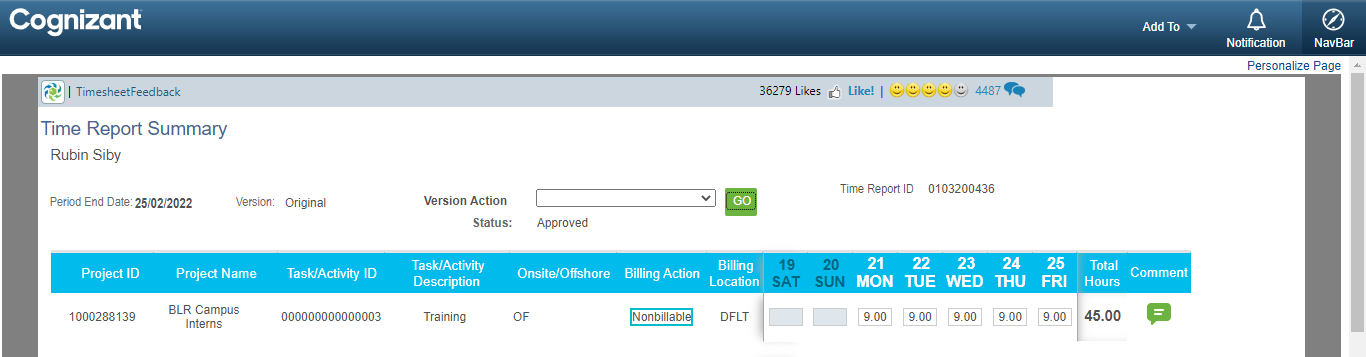 Cognizant
Add To
Notification
NavBar
Personalize Page
| TimesheetFeedback
36279 Likes Like! | 4487
Time Report Summary
Rubin Siby
Period End Date: 25/02/2022 Version: Original Version Action GO Time Report ID 0103200436
Status: Approved
Project ID Project Name Task/Activity ID Task/Activity Description Onsite/Offshore Billing Action Billing Location 19 SAT 20 SUN 21 MON 22 TUE 23 WED 24 THU 25 FRI Total Hours Comment
1000288139 BLR Campus Interns 000000000000003 Training OF Nonbillable DFLT 9.00 9.00 9.00 9.00 9.00 45.00